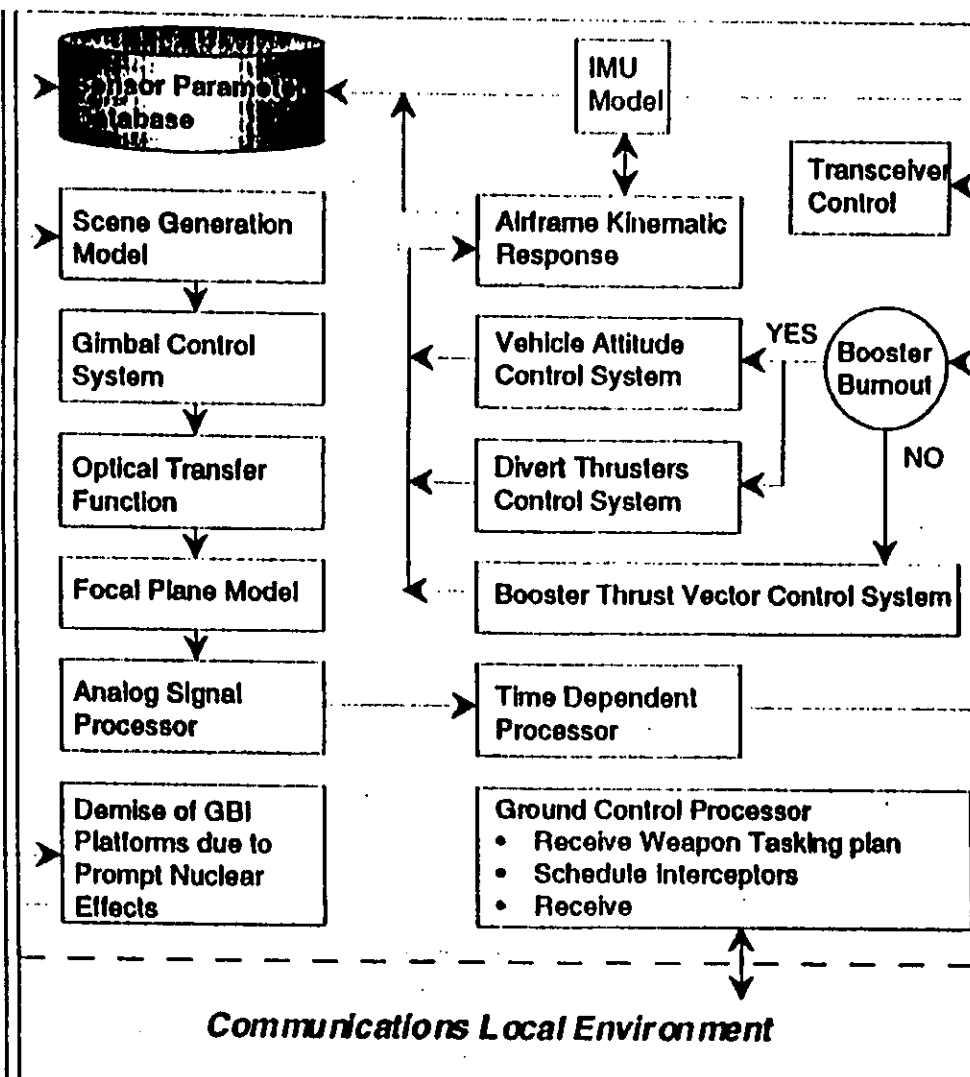 Sensor Parameter
Database
IMU
Model
Transceiver
Control
Scene Generation
Model
Airframe Kinematic
Response
Gimbal Control
System
Vehicle Attitude
Control System
YES
Booster
Burnout
NO
Optical Transfer
Function
Divert Thrusters
Control System
Focal Plane Model
Booster Thrust Vector Control System
Analog Signal
Processor
Time Dependent
Processor
Demise of GBI
Platforms due to
Prompt Nuclear
Effects
Ground Control Processor
• Receive Weapon Tasking plan
• Schedule Interceptors
• Receive
Communications Local Environment